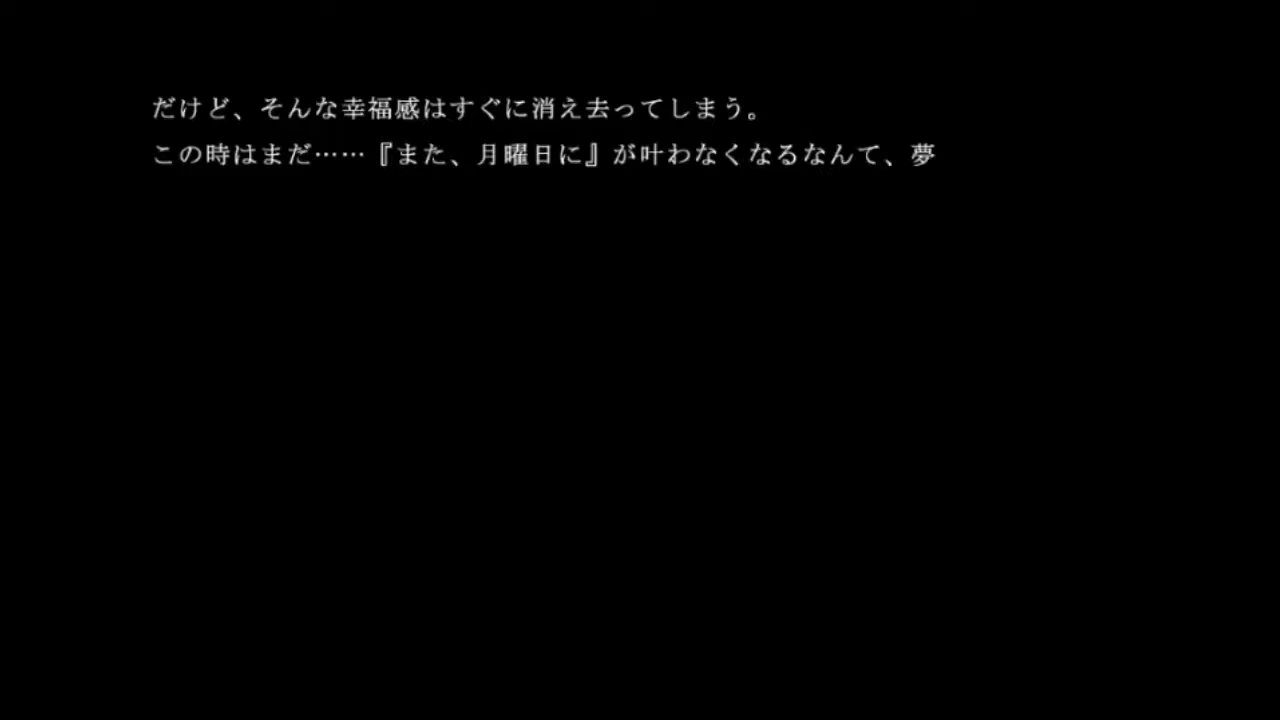 だけど、そんな幸福感はすぐに消え去ってしまう。
この時はまだ……『また、月曜日に』が叶わなくなるなんて、夢